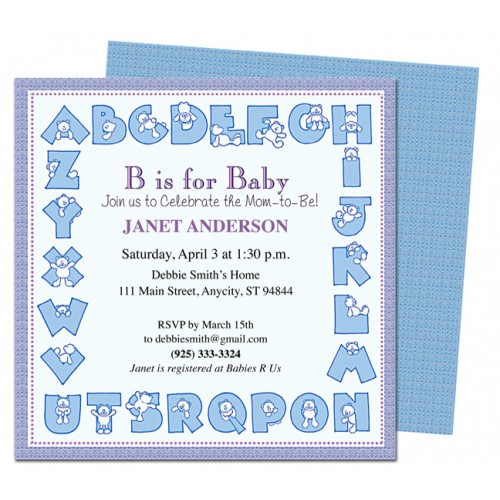 ABCDEFGH
I
J
K
L
M
N
O
P
Q
R
S
T
U
V
W
X
Y
Z
B is for Baby
Join us to Celebrate the Mom-to-Be!
JANET ANDERSON
Saturday, April 3 at 1:30 p.m.
Debbie Smith's Home
111 Main Street, Anycity, ST 94844
RSVP by March 15th
to debbiesmith@gmail.com
(925) 333-3324
Janet is registered at Babies R Us